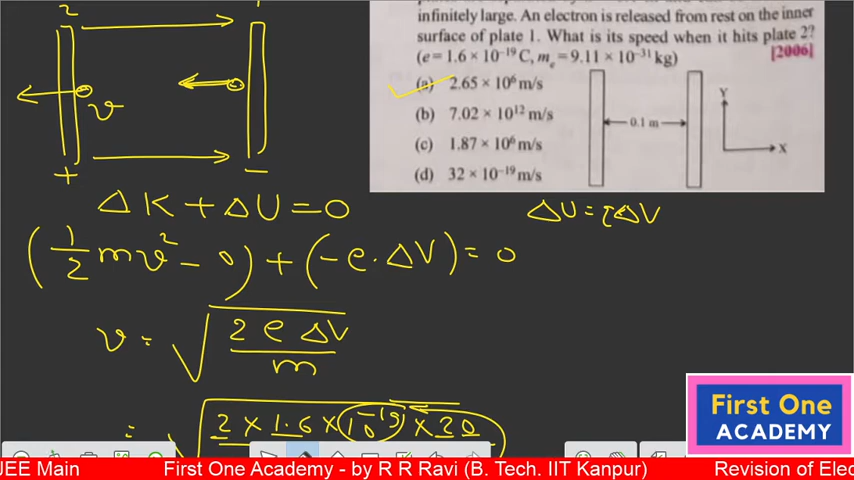 infinitely large. An electron is released from rest on the inner
surface of plate 1. What is its speed when it hits plate 2?
(e = 1.6 × 10⁻¹⁹ C, mₑ = 9.11 × 10⁻³¹ kg) [2006]
(a) 2.65 × 10⁶ m/s
(b) 7.02 × 10¹² m/s
(c) 1.87 × 10⁶ m/s
(d) 32 × 10⁻¹⁹ m/s
0.1 m
Y
X
2
v
+
−
ΔK + ΔU = 0
ΔU = qΔV
(1/2 mv² − 0) + (−e·ΔV) = 0
v = √(2 e ΔV / m)
= √(2 × 1.6 × 10⁻¹⁹ × 20
First One
ACADEMY
JEE Main First One Academy - by R R Ravi (B. Tech. IIT Kanpur) Revision of Elec